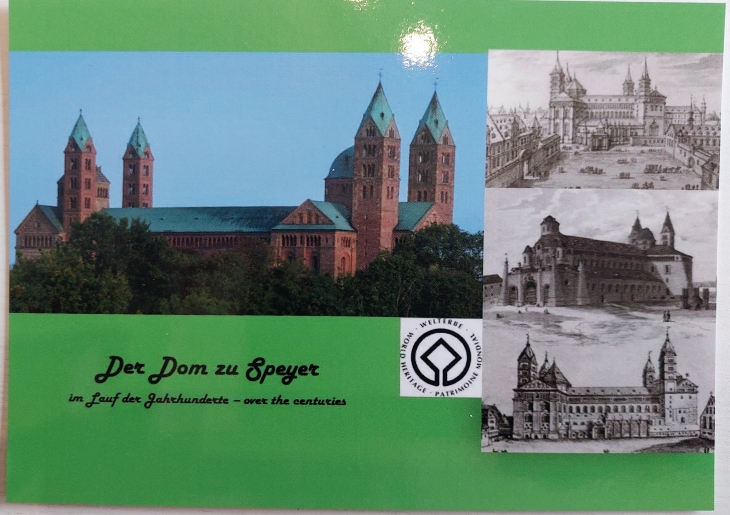 Der Dom zu Speyer
im Lauf der Jahrhunderte – over the centuries
· WELTERBE · WORLD HERITAGE · PATRIMOINE MONDIAL